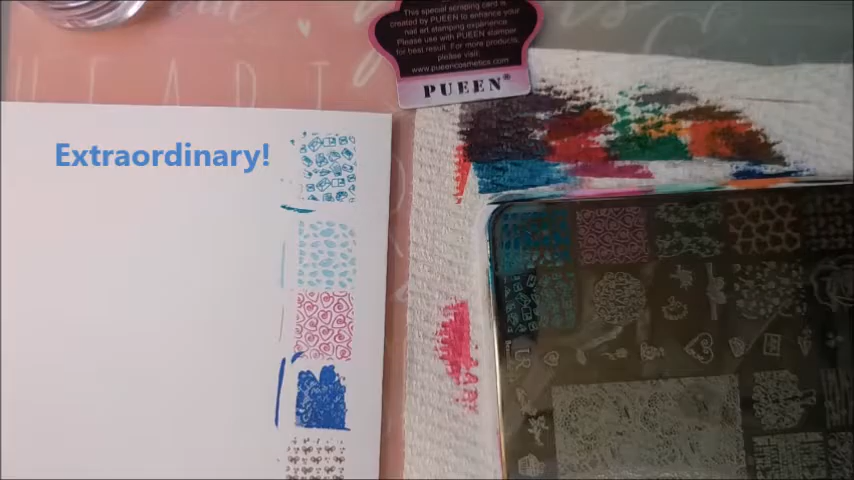 This special scraping card is
created by PUEEN to enhance your
nail art stamping experience.
Please use with PUEEN stamper
for best result. For more products
please visit:
www.pueencosmetics.com
PUEEN®
Extraordinary!